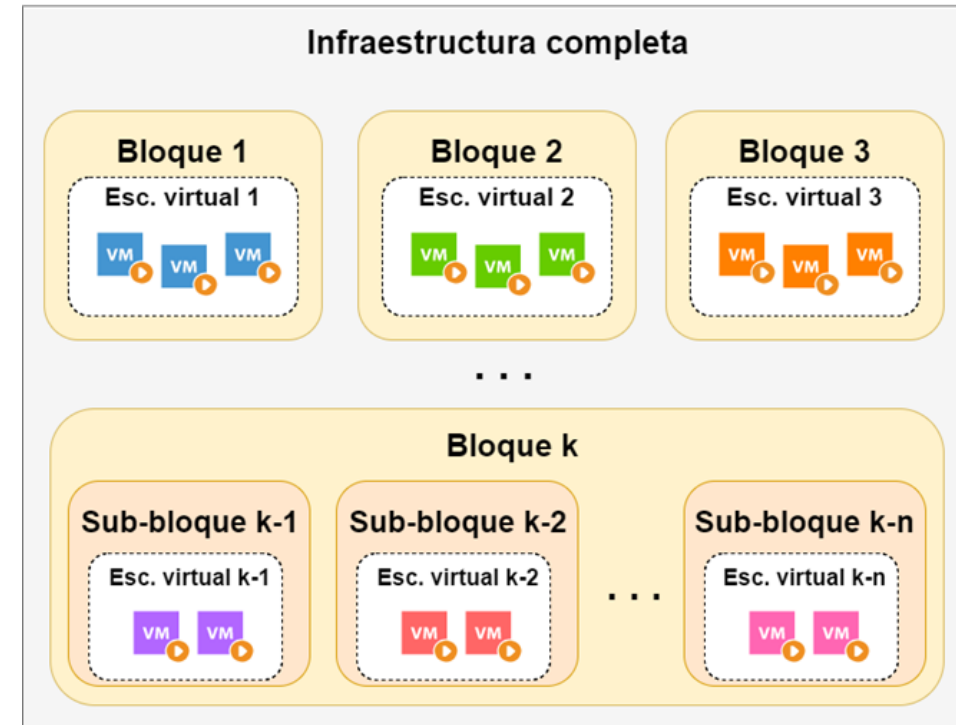 Infraestructura completa
Bloque 1
Esc. virtual 1
VM
VM
VM
Bloque 2
Esc. virtual 2
VM
VM
VM
Bloque 3
Esc. virtual 3
VM
VM
VM
. . .
Bloque k
Sub-bloque k-1
Esc. virtual k-1
VM
VM
Sub-bloque k-2
Esc. virtual k-2
VM
VM
. . .
Sub-bloque k-n
Esc. virtual k-n
VM
VM